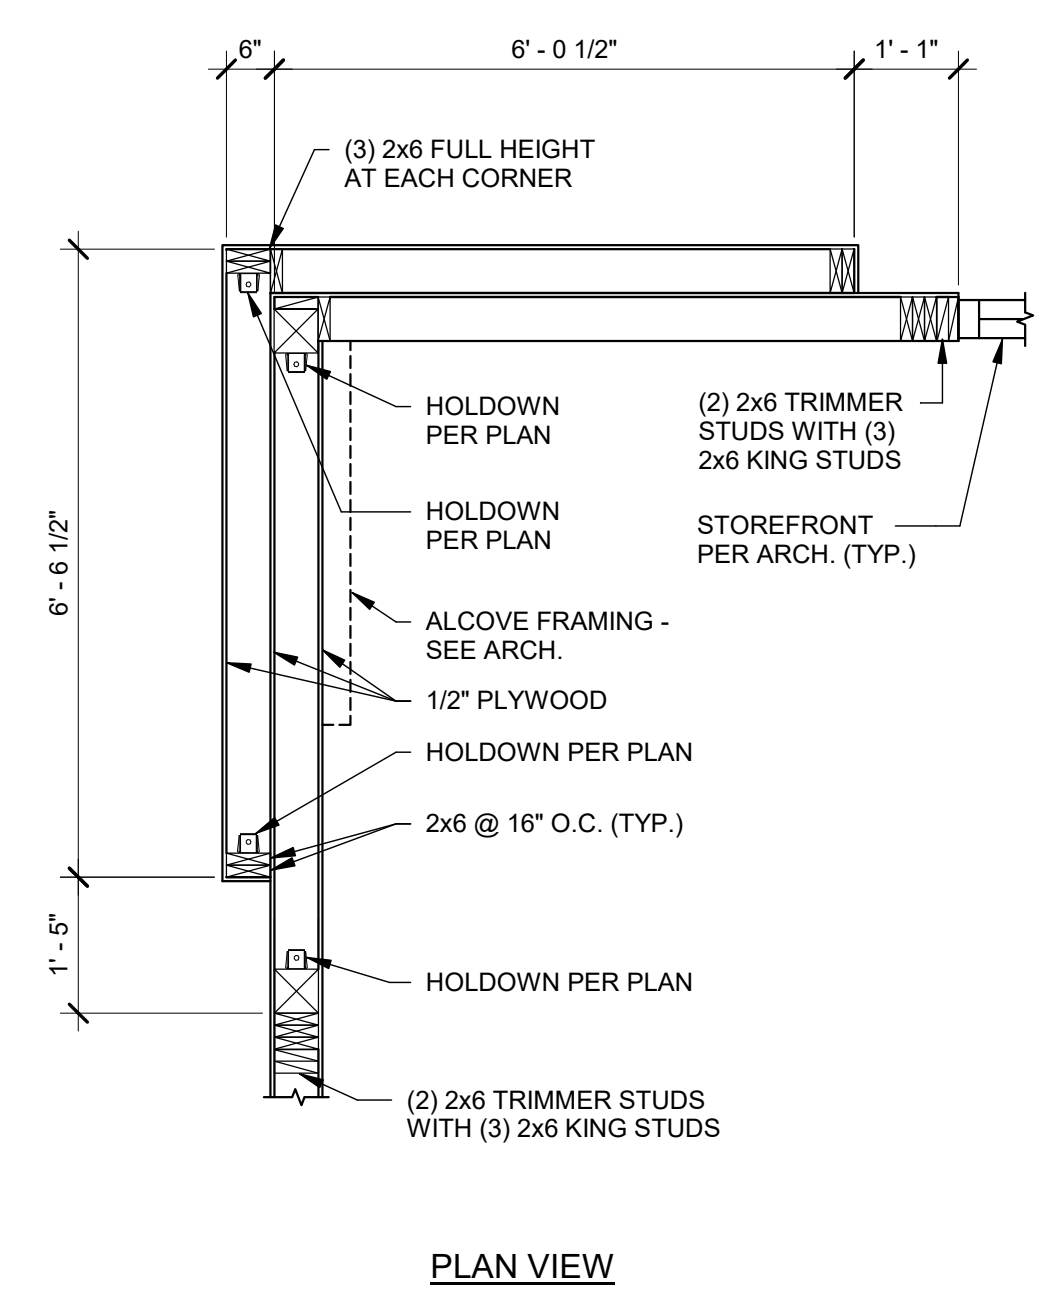 6"
6' - 0 1/2"
1' - 1"
(3) 2x6 FULL HEIGHT
AT EACH CORNER
HOLDOWN
PER PLAN
(2) 2x6 TRIMMER
STUDS WITH (3)
2x6 KING STUDS
HOLDOWN
PER PLAN
STOREFRONT
PER ARCH. (TYP.)
6' - 6 1/2"
ALCOVE FRAMING -
SEE ARCH.
1/2" PLYWOOD
HOLDOWN PER PLAN
2x6 @ 16" O.C. (TYP.)
1' - 5"
HOLDOWN PER PLAN
(2) 2x6 TRIMMER STUDS
WITH (3) 2x6 KING STUDS
PLAN VIEW